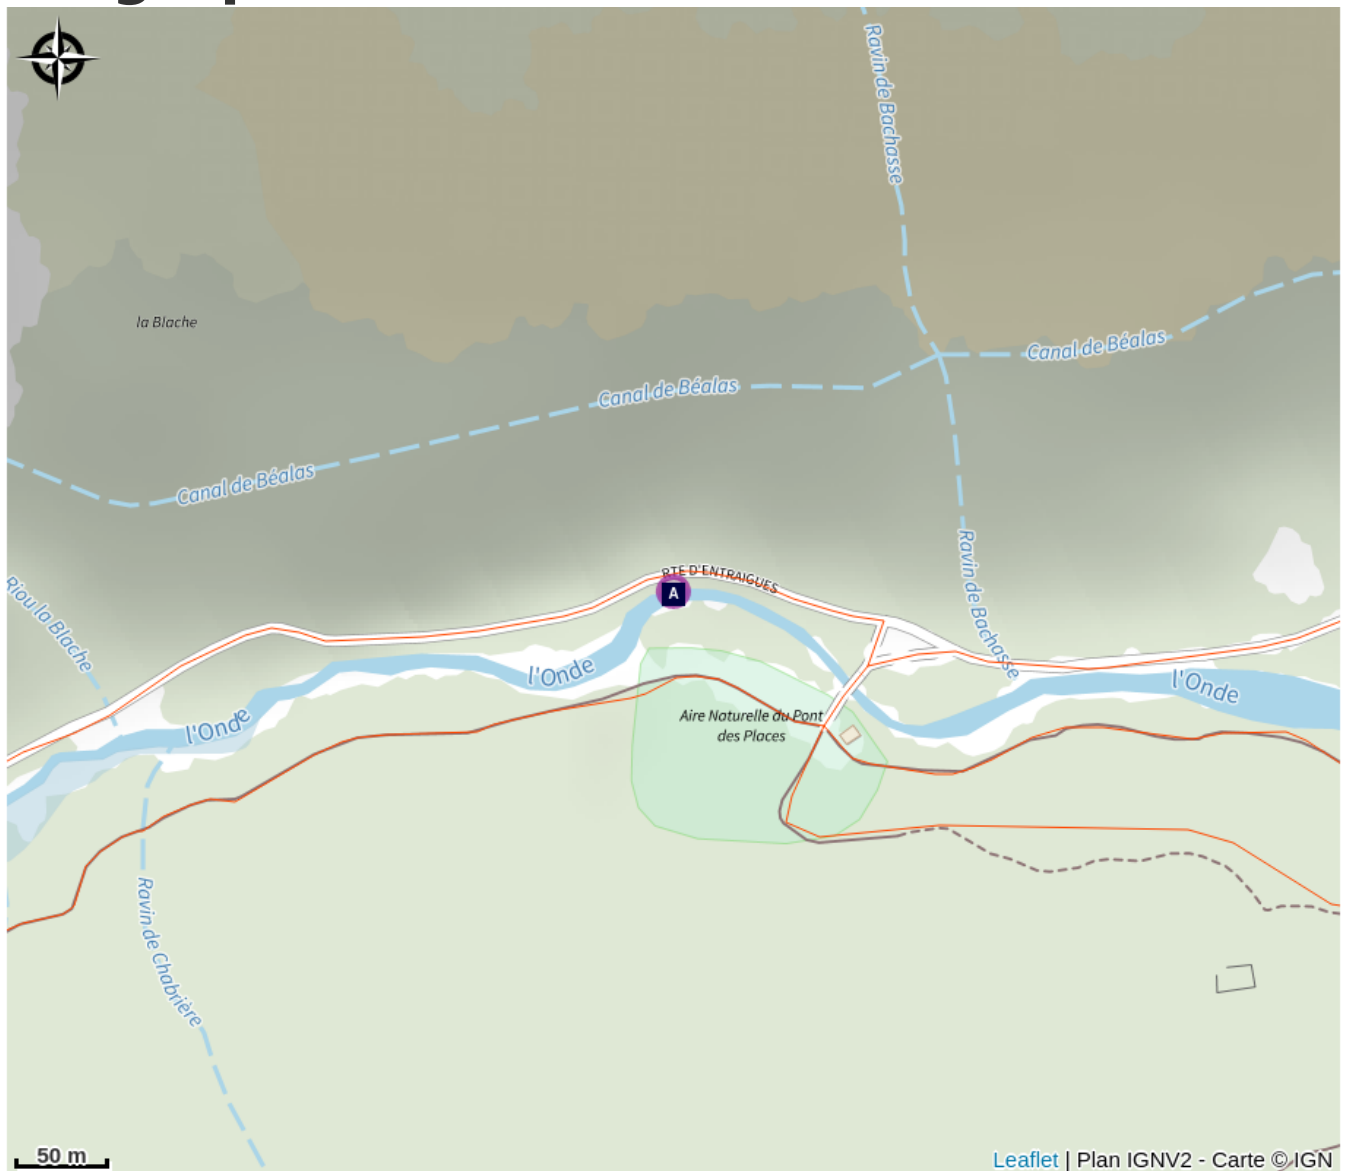 Ravin de Bachasse
la Blache
Canal de Béalas
Canal de Béalas
Canal de Béalas
RTE D'ENTRAIGUES
A
Ravin de Bachasse
Riou la Blache
l'Onde
l'Onde
l'Onde
Aire Naturelle du Pont
des Places
Ravin de Chabrière
50 m
Leaflet | Plan IGNV2 - Carte © IGN